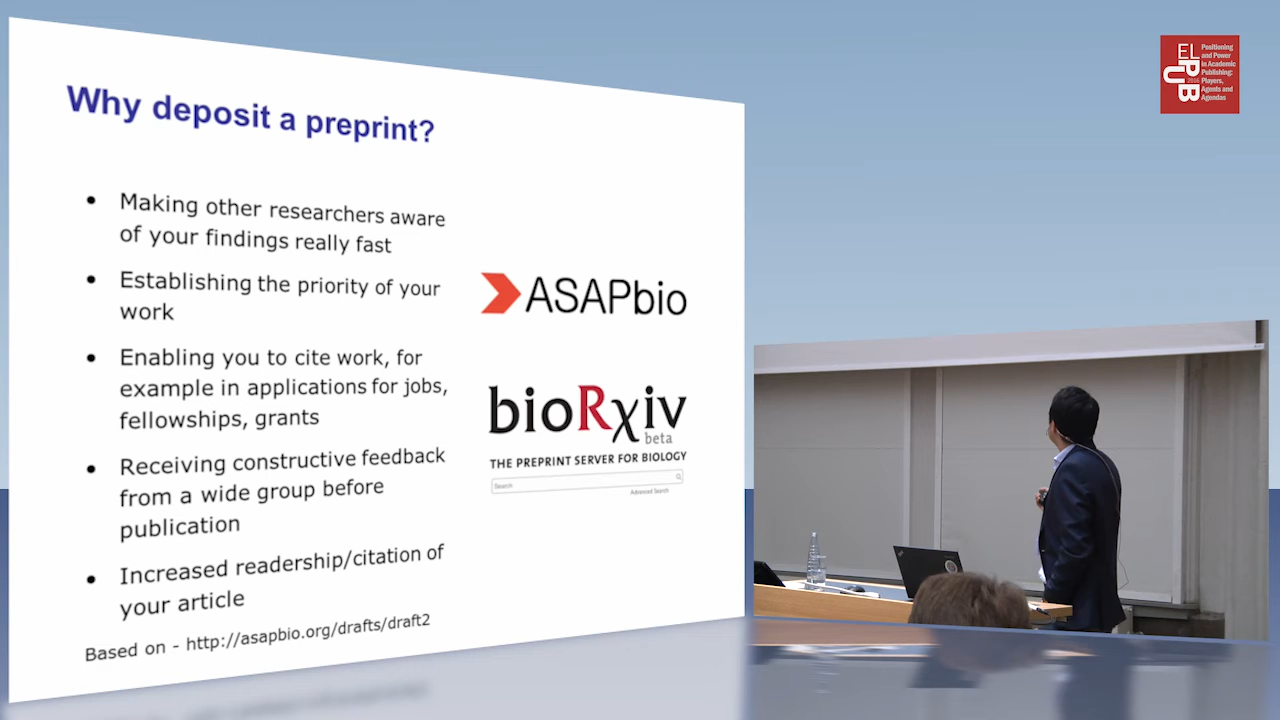 Why deposit a preprint?
Making other researchers aware
of your findings really fast
Establishing the priority of your
work
Enabling you to cite work, for
example in applications for jobs,
fellowships, grants
Receiving constructive feedback
from a wide group before
publication
Increased readership/citation of
your article
Based on - http://asapbio.org/drafts/draft2
ASAPbio
bioRχiv
beta
THE PREPRINT SERVER FOR BIOLOGY
Search
Advanced Search
ELPUB
2016
Positioning
and Power
in Academic
Publishing:
Players,
Agents and
Agendas